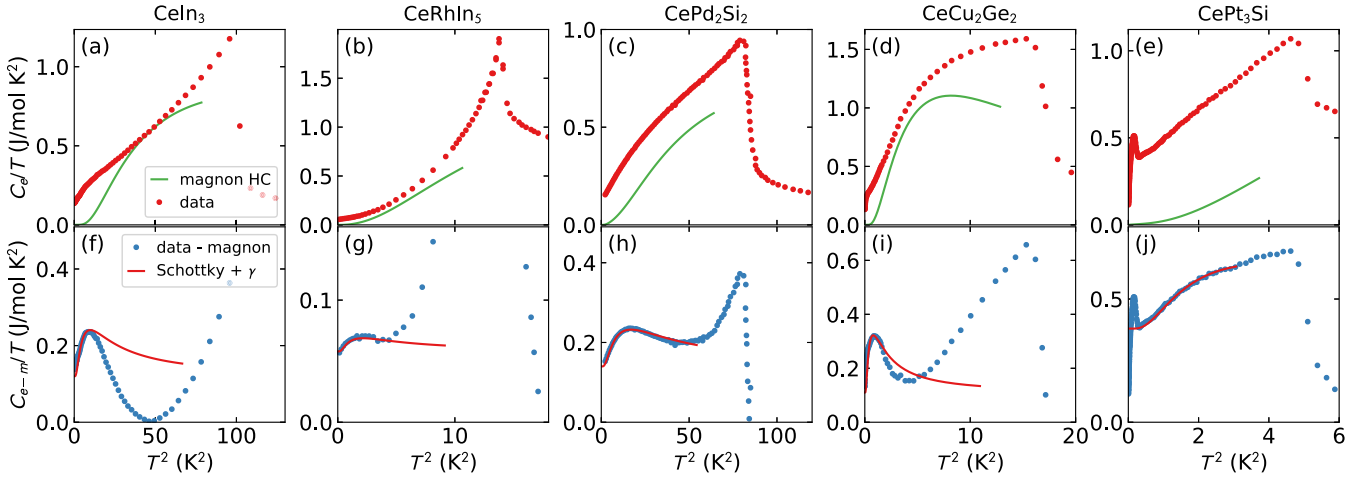 CeIn₃ CeRhIn₅ CePd₂Si₂ CeCu₂Ge₂ CePt₃Si
(a) (b) (c) (d) (e)
C_e/T (J/mol K²)
1.0 0.5 0.0
magnon HC
data
1.5 1.0 0.5 0.0
1.0 0.5 0.0
1.5 1.0 0.5 0.0
1.0 0.5 0.0
(f) (g) (h) (i) (j)
C_{e−m}/T (J/mol K²)
0.4 0.2 0.0
data - magnon
Schottky + γ
0.1 0.0
0.4 0.2 0.0
0.6 0.4 0.2 0.0
0.5 0.0
0 50 100
0 10
0 50 100
0 10 20
0 2 4 6
T² (K²) T² (K²) T² (K²) T² (K²) T² (K²)